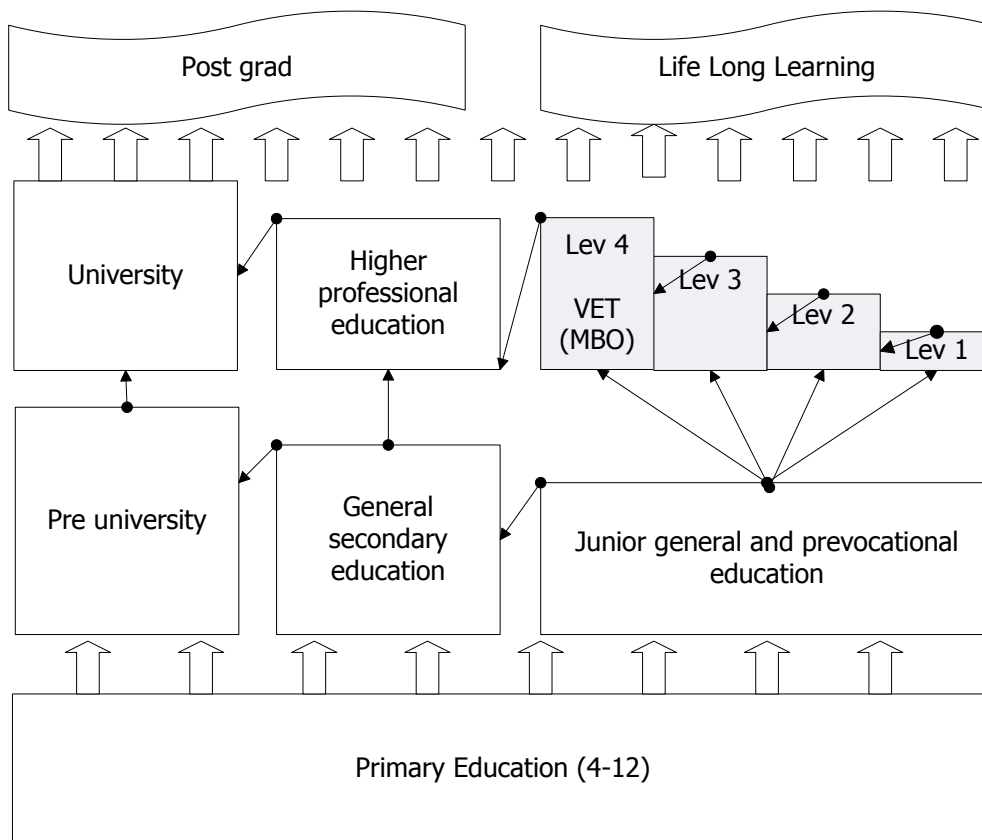 Post grad
Life Long Learning
University
Higher
professional
education
Lev 4
VET
(MBO)
Lev 3
Lev 2
Lev 1
Pre university
General
secondary
education
Junior general and prevocational
education
Primary Education (4-12)